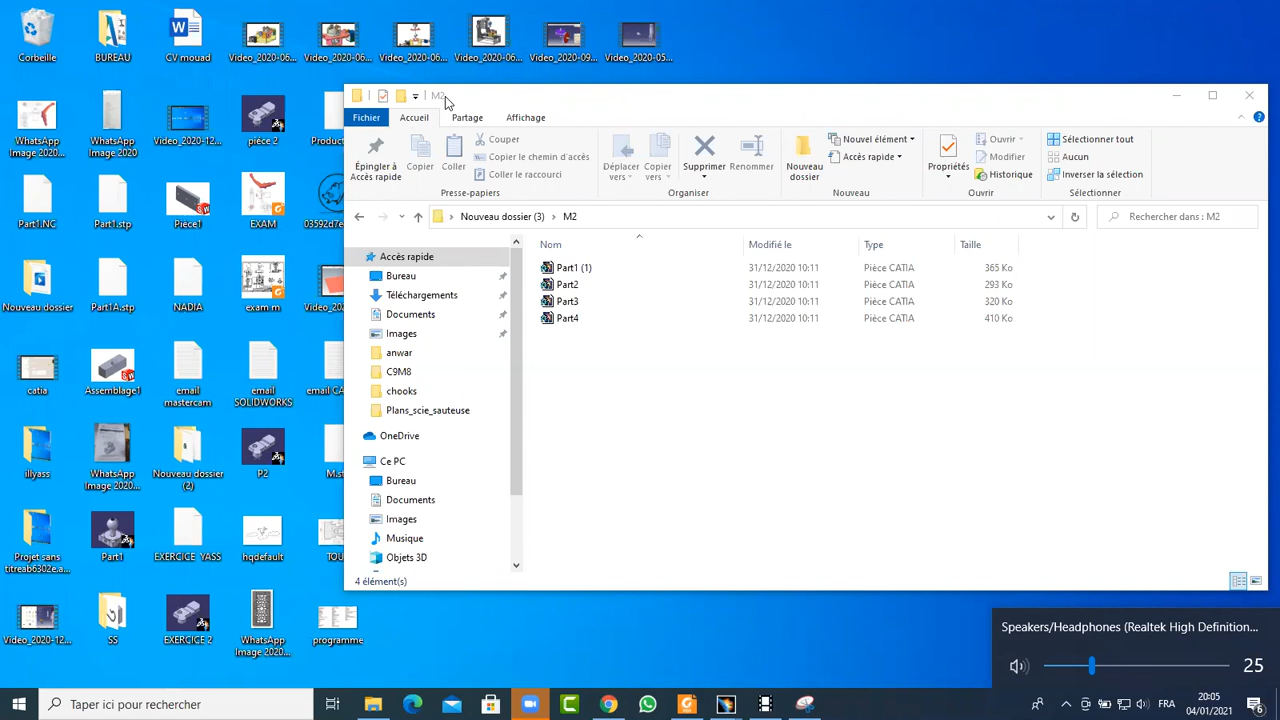 Corbeille
BUREAU
CV mouad
Video_2020-06...
Video_2020-06...
Video_2020-06...
Video_2020-06...
Video_2020-09...
Video_2020-05...
WhatsApp
Image 2020...
WhatsApp
Image 2020
Video_2020-12...
pièce 2
Product
Part1.NC
Part1.stp
Pièce1
EXAM
03592d7e
Nouveau dossier
Part1A.stp
NADIA
exam m
Video_20
catia
Assemblage1
email
mastercam
email
SOLIDWORKS
email CA
illyass
WhatsApp
Image 2020...
Nouveau dossier
(2)
P2
M.s
Projet sans
titreab6302e.a...
Part1
EXERCICE YASS
hqdefault
TOU
Video_2020-12...
SS
EXERCICE 2
WhatsApp
Image 2020...
programme
M2
Fichier
Accueil
Partage
Affichage
Épingler à
Accès rapide
Copier
Coller
Couper
Copier le chemin d'accès
Coller le raccourci
Presse-papiers
Déplacer
vers
Copier
vers
Supprimer
Renommer
Organiser
Nouveau
dossier
Nouvel élément
Accès rapide
Nouveau
Propriétés
Ouvrir
Modifier
Historique
Ouvrir
Sélectionner tout
Aucun
Inverser la sélection
Sélectionner
Nouveau dossier (3) > M2
Rechercher dans : M2
Nom Modifié le Type Taille
Part1 (1) 31/12/2020 10:11 Pièce CATIA 365 Ko
Part2 31/12/2020 10:11 Pièce CATIA 293 Ko
Part3 31/12/2020 10:11 Pièce CATIA 320 Ko
Part4 31/12/2020 10:11 Pièce CATIA 410 Ko
Accès rapide
Bureau
Téléchargements
Documents
Images
anwar
C9M8
chooks
Plans_scie_sauteuse
OneDrive
Ce PC
Bureau
Documents
Images
Musique
Objets 3D
4 élément(s)
Speakers/Headphones (Realtek High Definition...
25
Taper ici pour rechercher
FRA
20:05
04/01/2021
6